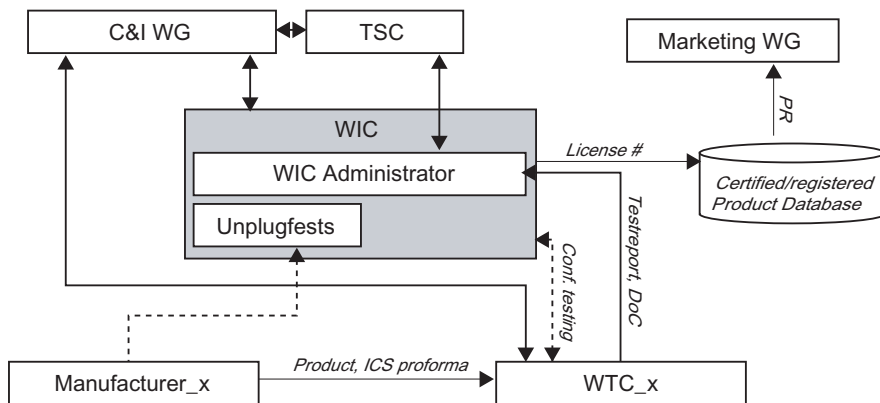 C&I WG
TSC
Marketing WG
WIC
PR
WIC Administrator
License #
Certified/registered
Product Database
Unplugfests
Conf. testing
Testreport, DoC
Manufacturer_x
Product, ICS proforma
WTC_x